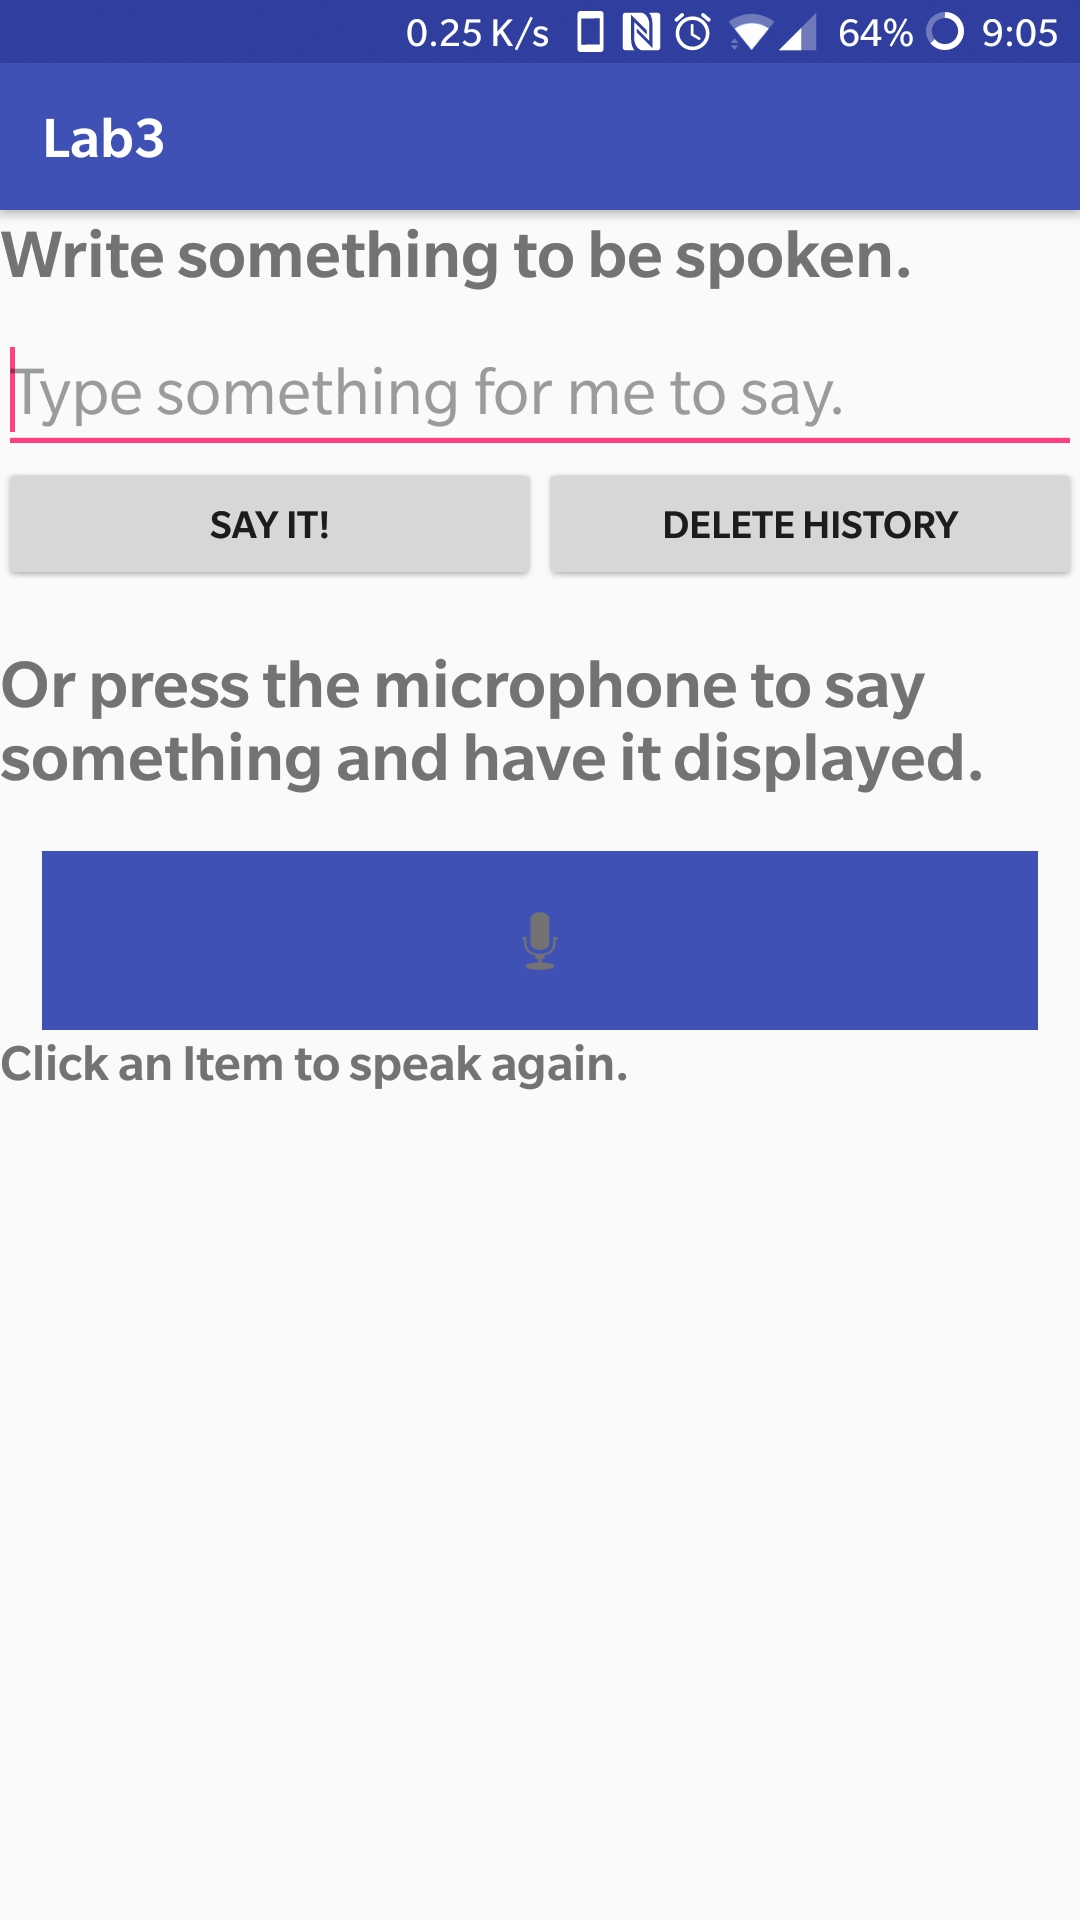 0.25 K/s 64% 9:05
Lab3
Write something to be spoken.
Type something for me to say.
SAY IT! DELETE HISTORY
Or press the microphone to say
something and have it displayed.
Click an Item to speak again.